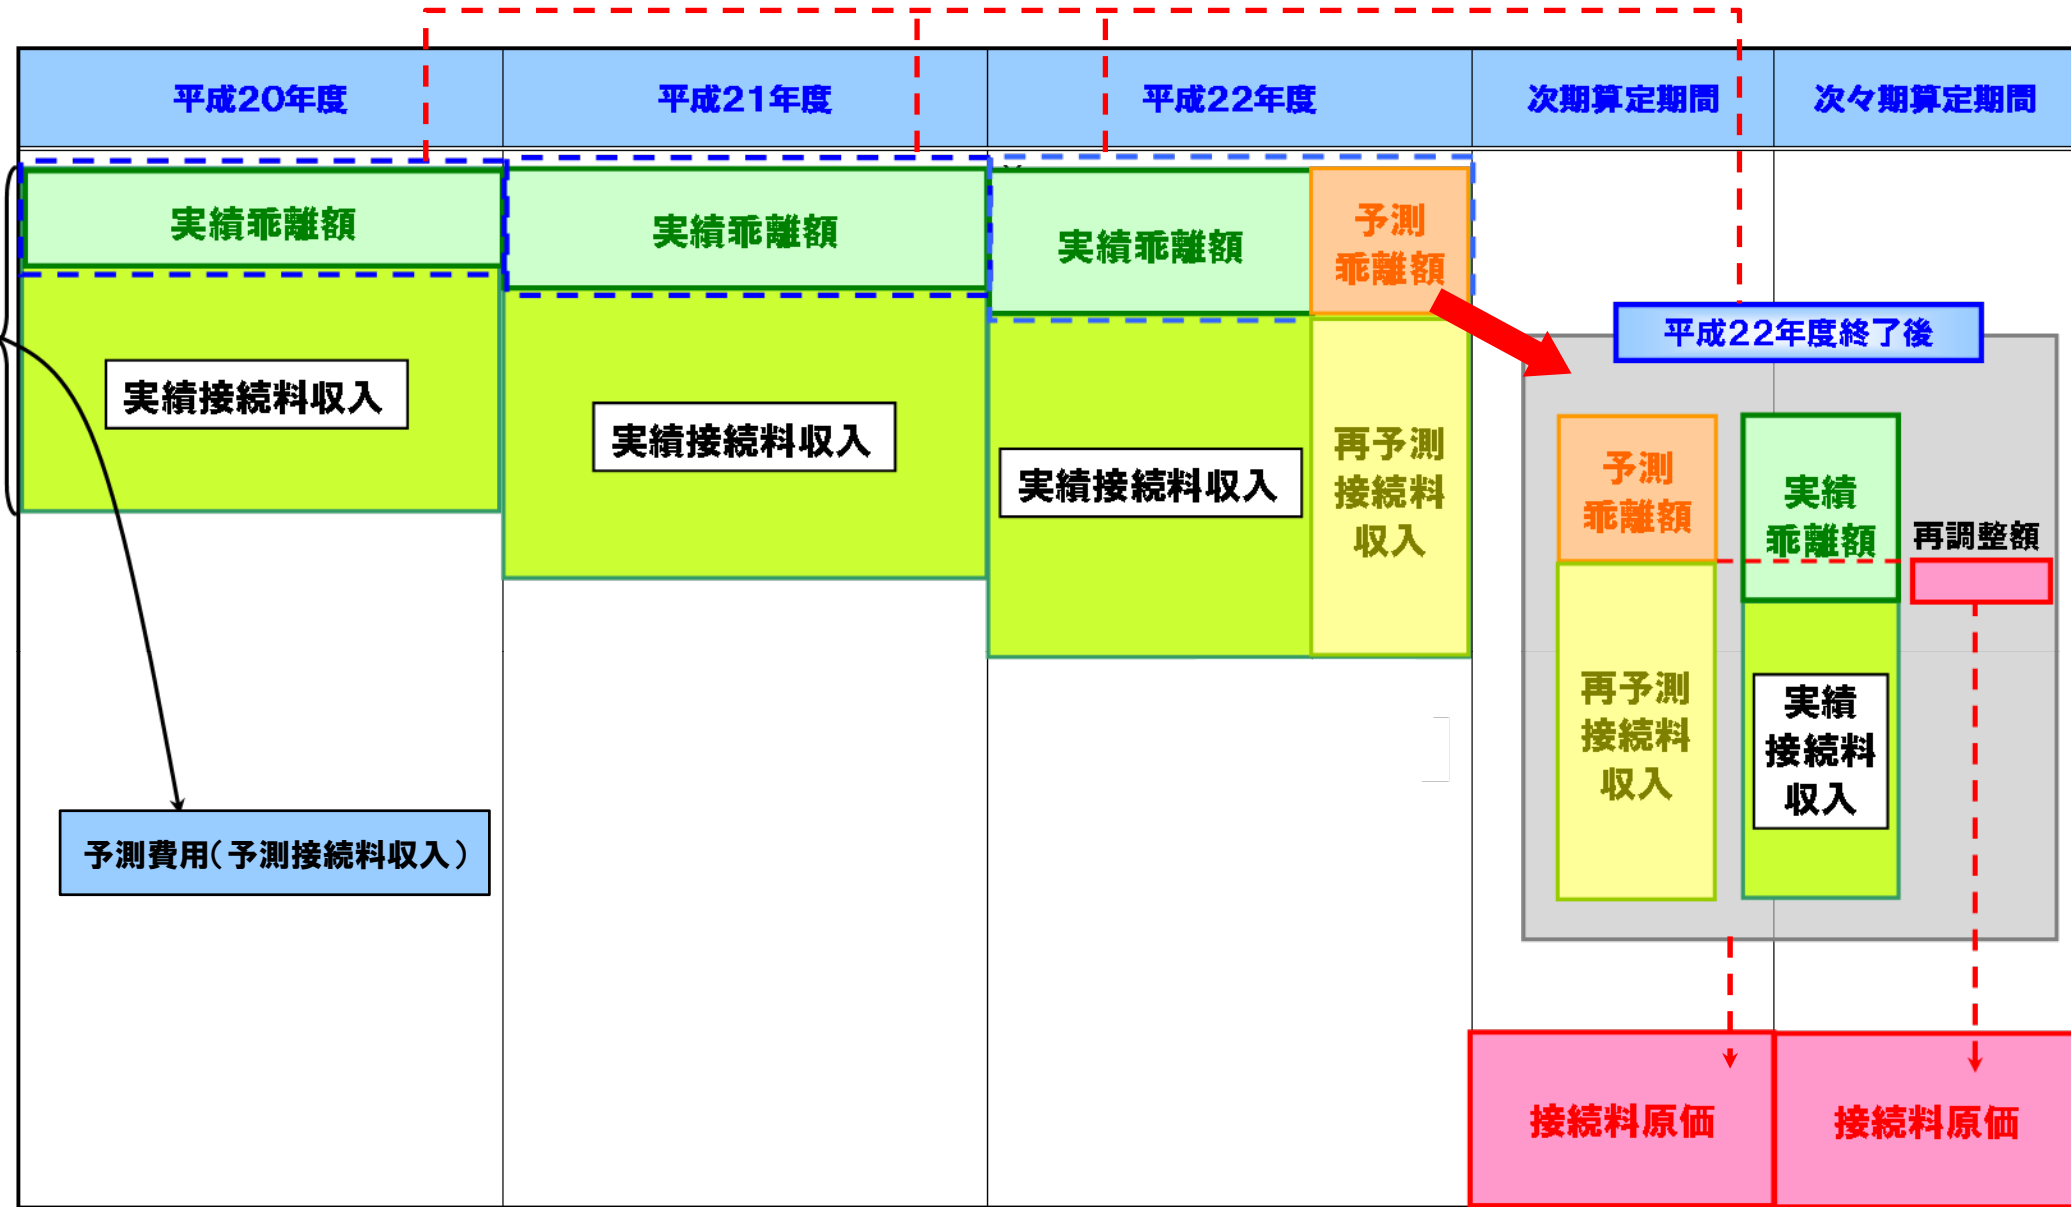 平成20年度
平成21年度
平成22年度
次期算定期間
次々期算定期間
実績乖離額
実績乖離額
実績乖離額
予測
乖離額
平成22年度終了後
実績接続料収入
実績接続料収入
実績接続料収入
再予測
接続料
収入
予測
乖離額
実績
乖離額
再調整額
再予測
接続料
収入
実績
接続料
収入
予測費用(予測接続料収入)
接続料原価
接続料原価